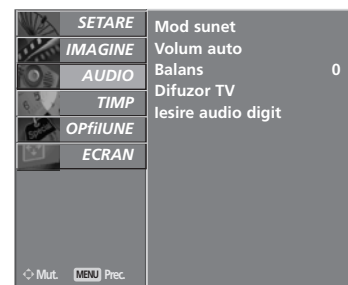 SETARE
IMAGINE
AUDIO
TIMP
OPfiIUNE
ECRAN
Mod sunet
Volum auto
Balans 0
Difuzor TV
Iesire audio digit
Mut. MENU Prec.